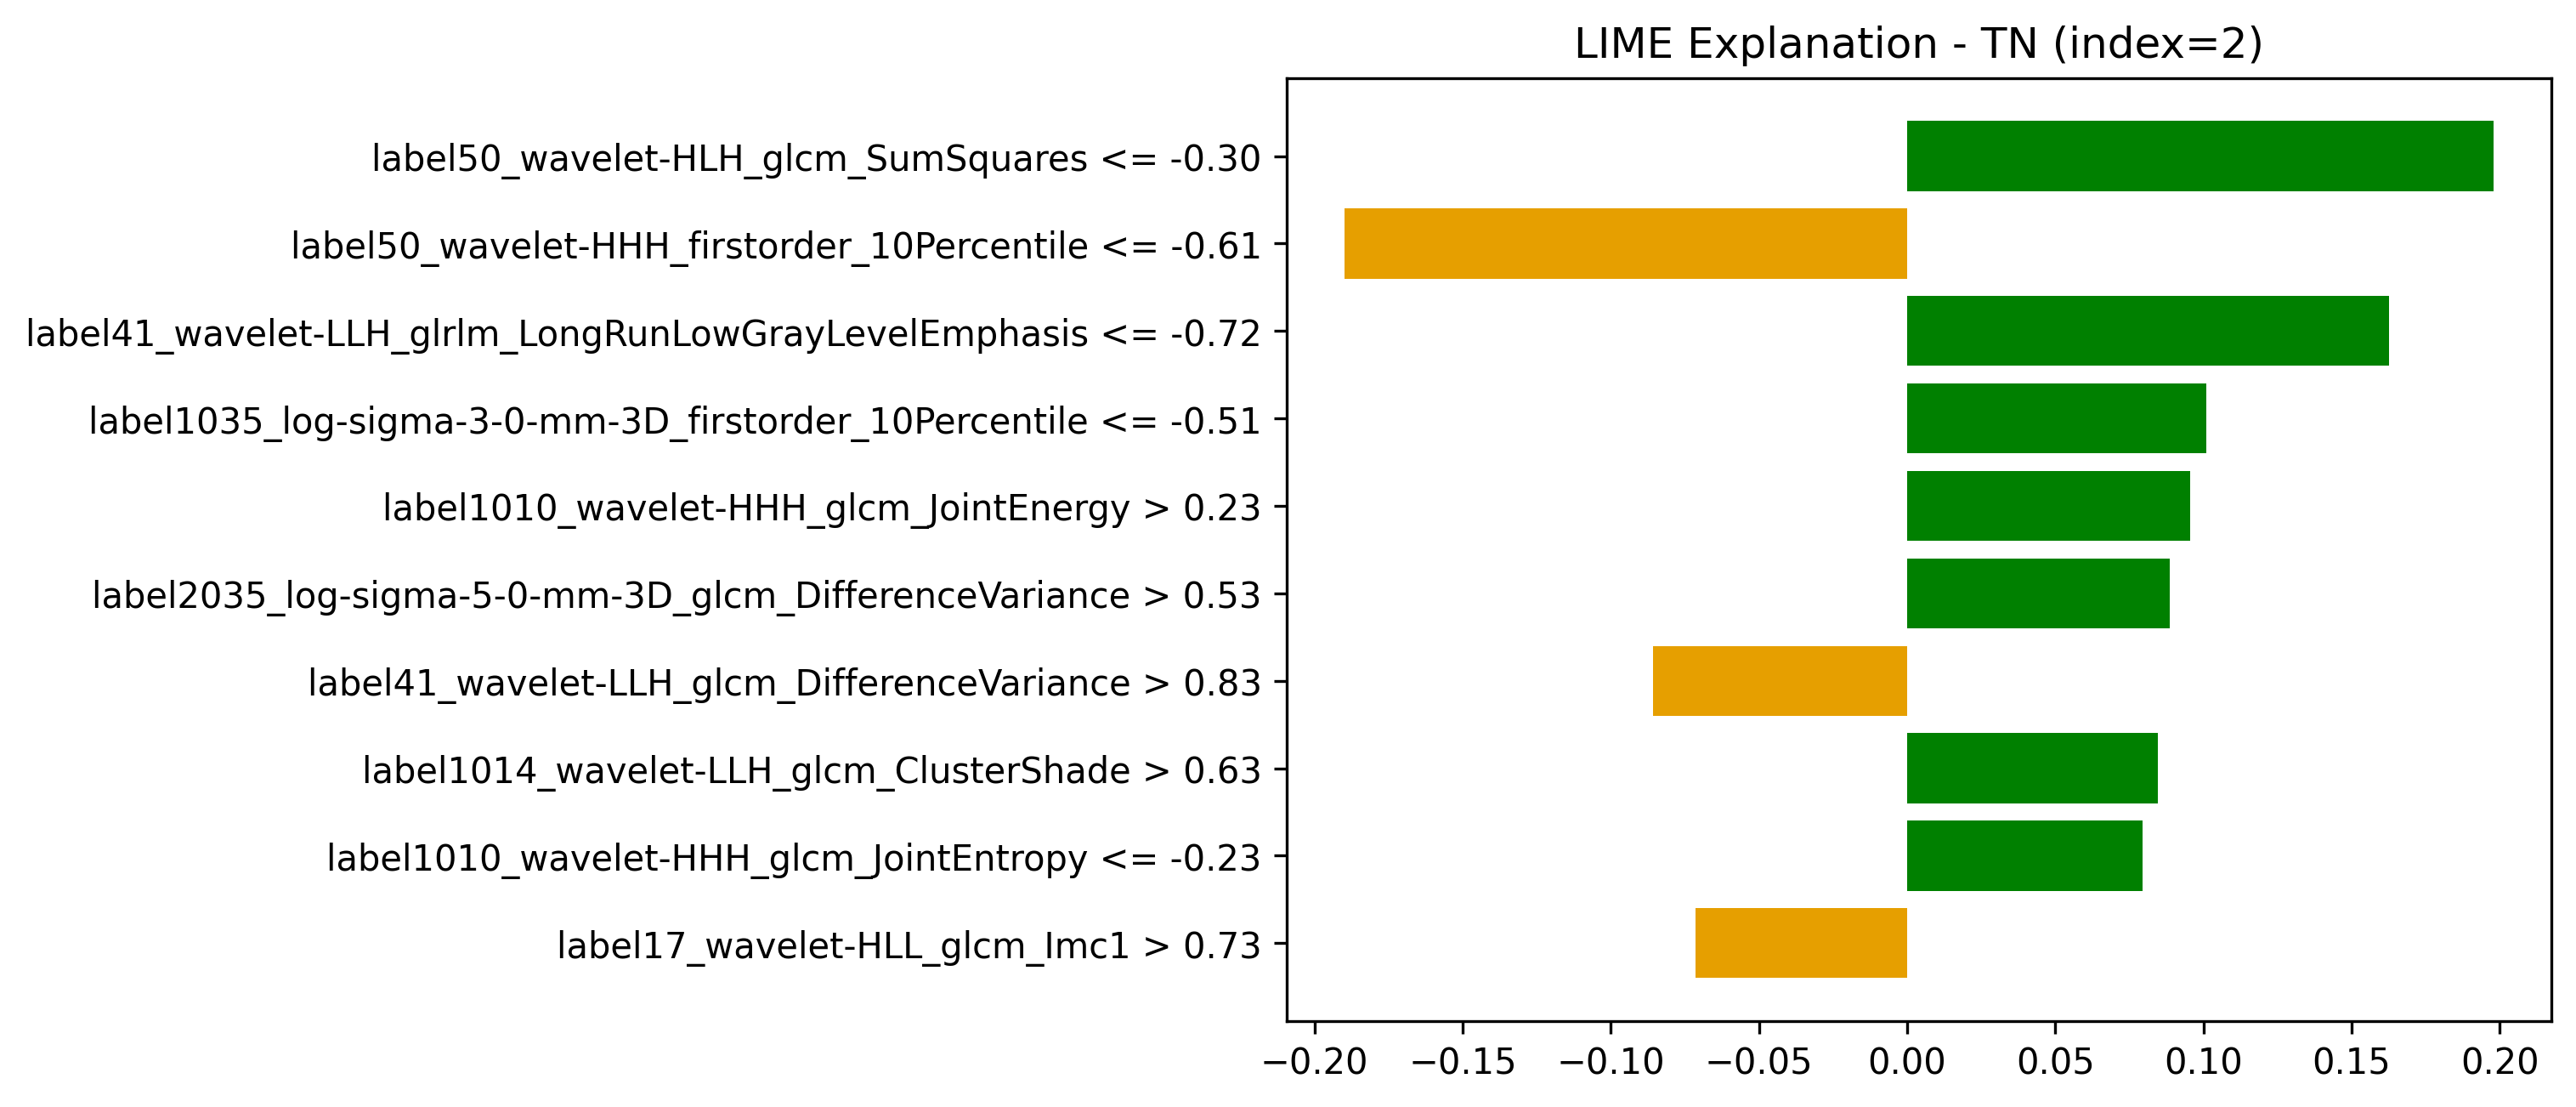 LIME Explanation - TN (index=2)
label50_wavelet-HLH_glcm_SumSquares <= -0.30
label50_wavelet-HHH_firstorder_10Percentile <= -0.61
label41_wavelet-LLH_glrlm_LongRunLowGrayLevelEmphasis <= -0.72
label1035_log-sigma-3-0-mm-3D_firstorder_10Percentile <= -0.51
label1010_wavelet-HHH_glcm_JointEnergy > 0.23
label2035_log-sigma-5-0-mm-3D_glcm_DifferenceVariance > 0.53
label41_wavelet-LLH_glcm_DifferenceVariance > 0.83
label1014_wavelet-LLH_glcm_ClusterShade > 0.63
label1010_wavelet-HHH_glcm_JointEntropy <= -0.23
label17_wavelet-HLL_glcm_Imc1 > 0.73
−0.20 −0.15 −0.10 −0.05 0.00 0.05 0.10 0.15 0.20